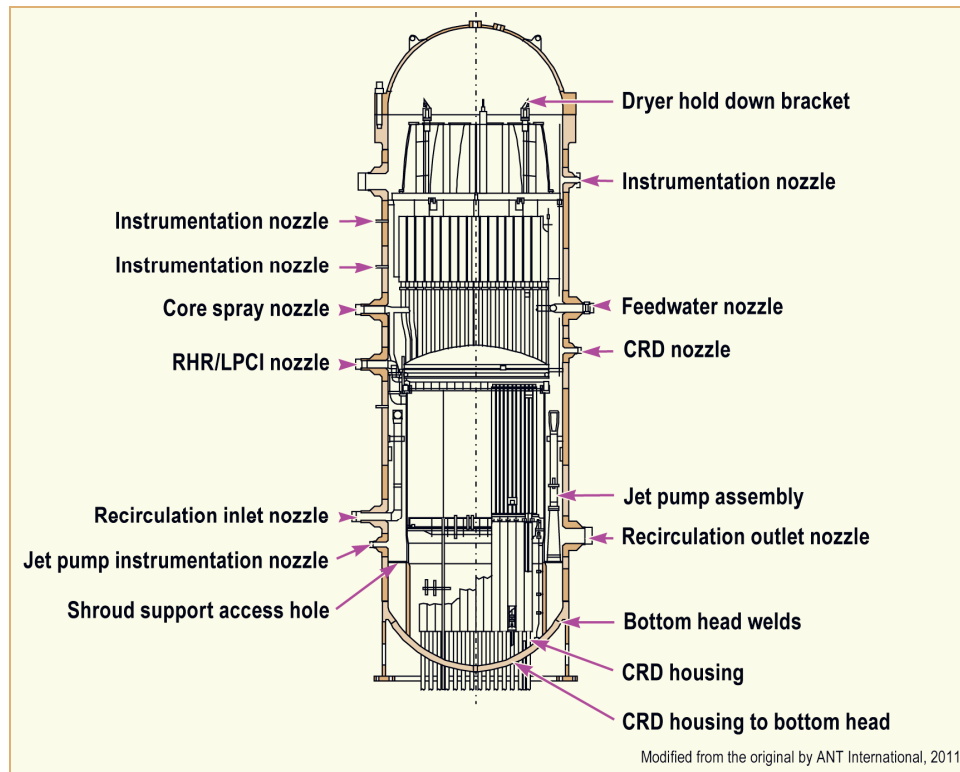 Dryer hold down bracket
Instrumentation nozzle
Instrumentation nozzle
Instrumentation nozzle
Core spray nozzle
Feedwater nozzle
RHR/LPCI nozzle
CRD nozzle
Jet pump assembly
Recirculation inlet nozzle
Recirculation outlet nozzle
Jet pump instrumentation nozzle
Shroud support access hole
Bottom head welds
CRD housing
CRD housing to bottom head
Modified from the original by ANT International, 2011